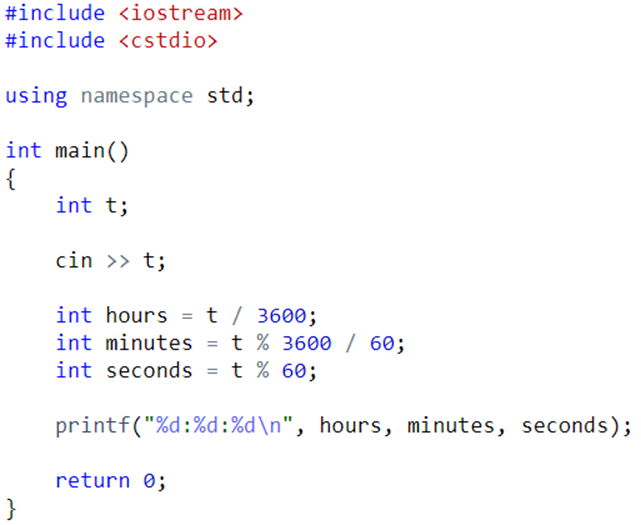 #include <iostream>
#include <cstdio>
using namespace std;
int main()
{
int t;
cin >> t;
int hours = t / 3600;
int minutes = t % 3600 / 60;
int seconds = t % 60;
printf("%d:%d:%d\n", hours, minutes, seconds);
return 0;
}